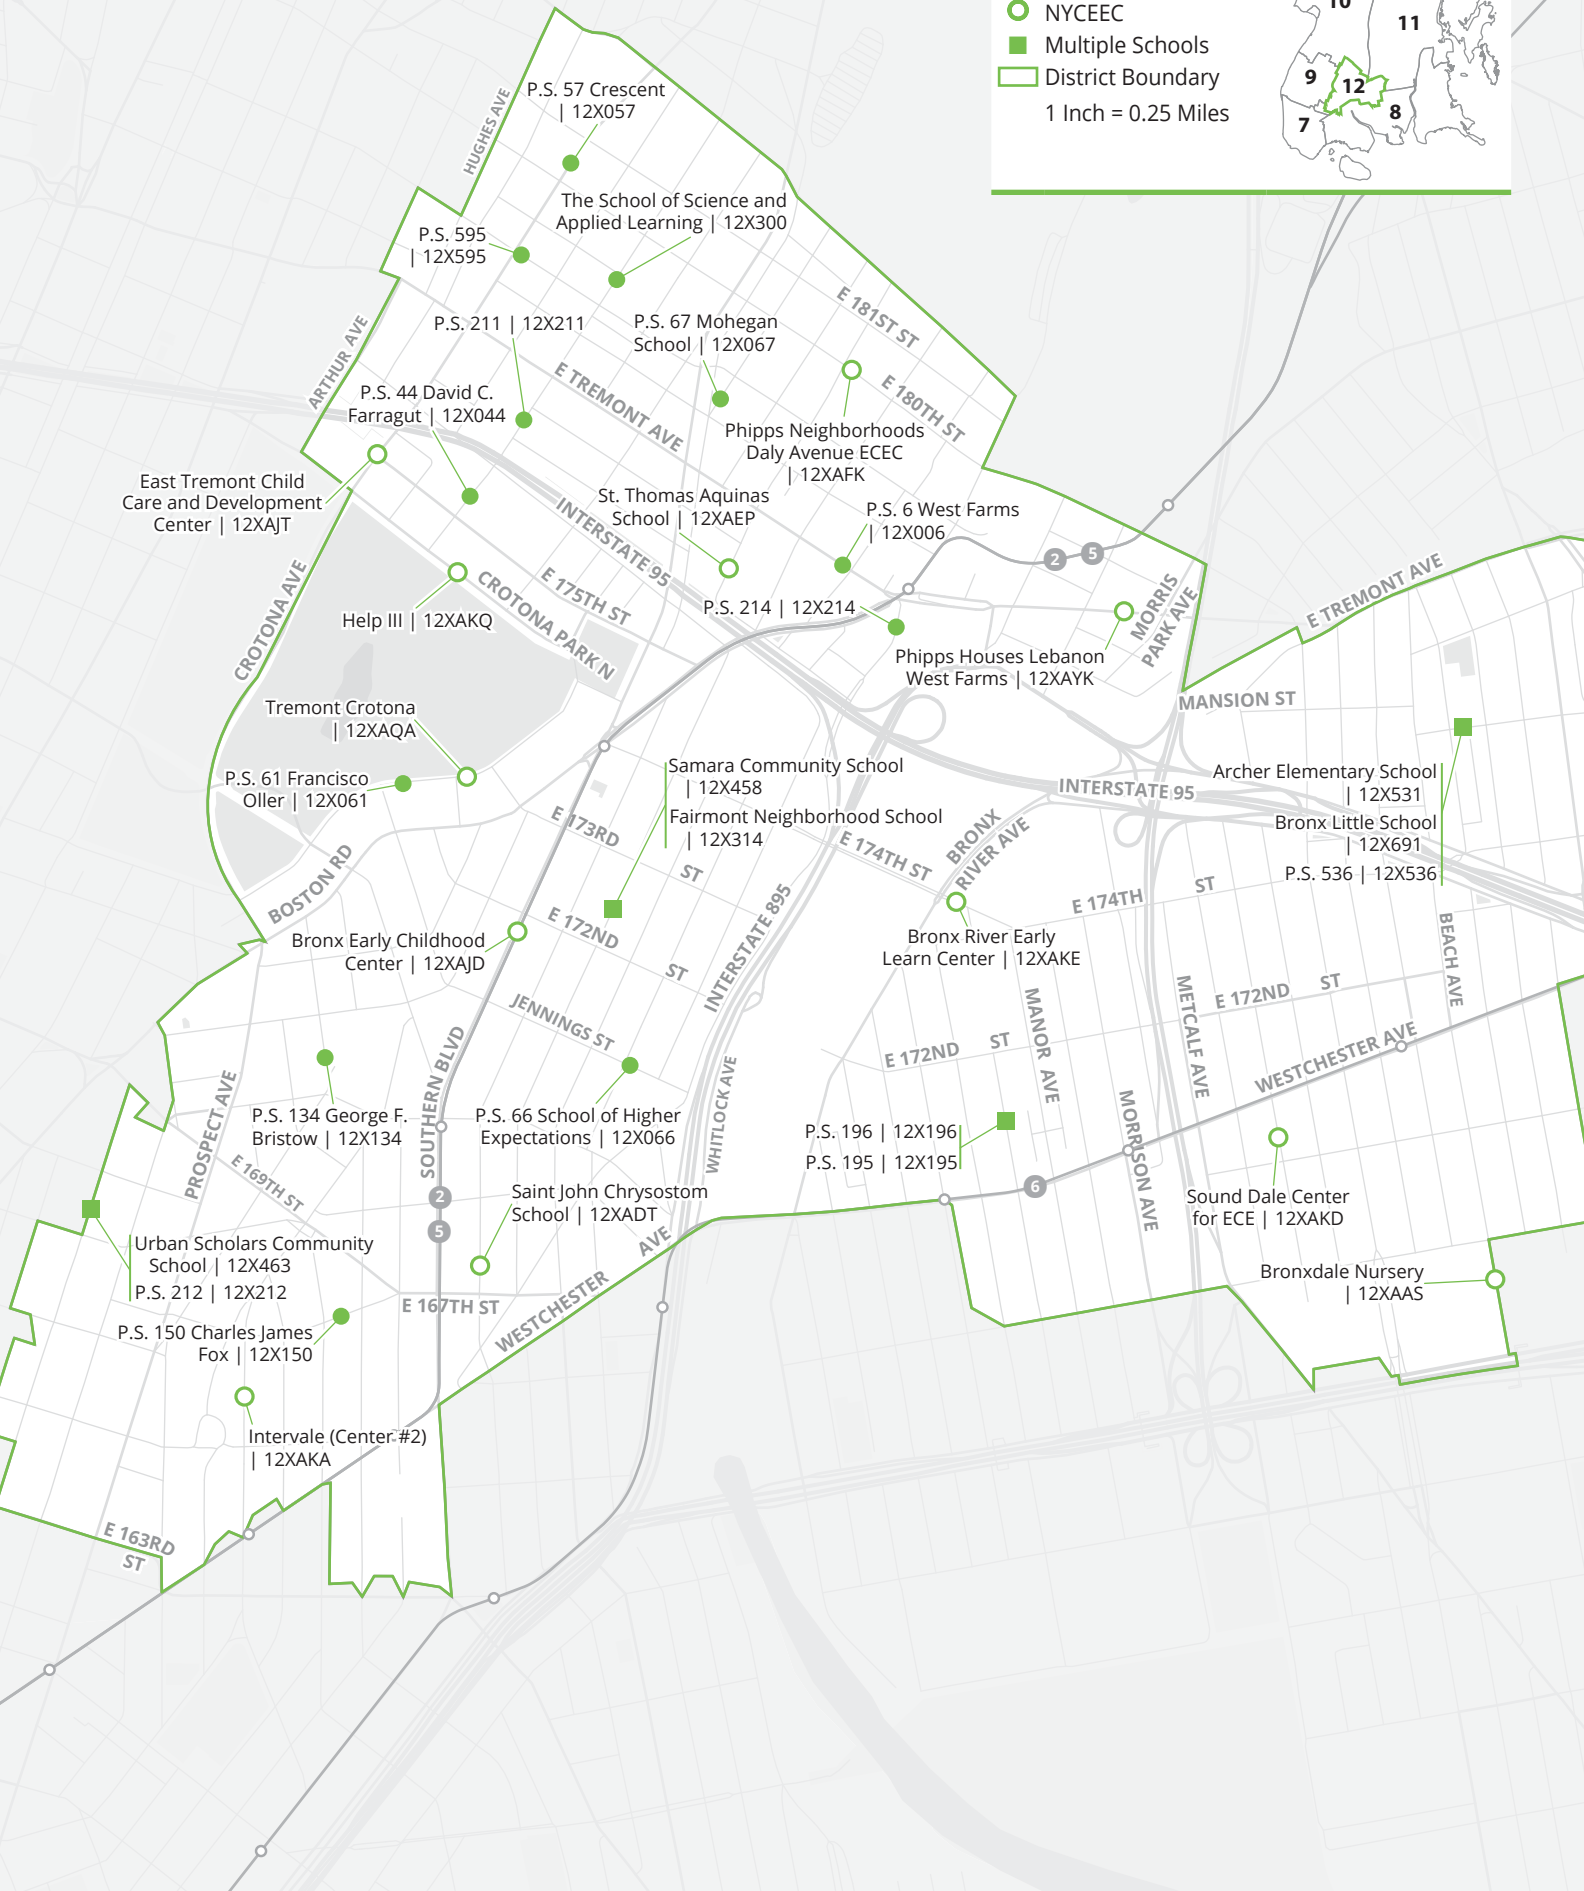 10
11
NYCEEC
Multiple Schools
District Boundary
1 Inch = 0.25 Miles
9
12
8
7
P.S. 57 Crescent
| 12X057
HUGHES AVE
The School of Science and
Applied Learning | 12X300
P.S. 595
| 12X595
E 181ST ST
P.S. 211 | 12X211
P.S. 67 Mohegan
School | 12X067
ARTHUR AVE
E TREMONT AVE
E 180TH ST
P.S. 44 David C.
Farragut | 12X044
Phipps Neighborhoods
Daly Avenue ECEC
| 12XAFK
East Tremont Child
Care and Development
Center | 12XAJT
St. Thomas Aquinas
School | 12XAEP
P.S. 6 West Farms
| 12X006
INTERSTATE 95
2
5
E TREMONT AVE
CROTONA AVE
E 175TH ST
CROTONA PARK N
Help III | 12XAKQ
P.S. 214 | 12X214
MORRIS
PARK AVE
Phipps Houses Lebanon
West Farms | 12XAYK
MANSION ST
Tremont Crotona
| 12XAQA
P.S. 61 Francisco
Oller | 12X061
Samara Community School
| 12X458
Fairmont Neighborhood School
| 12X314
INTERSTATE 95
Archer Elementary School
| 12X531
Bronx Little School
| 12X691
P.S. 536 | 12X536
E 173RD
ST
E 174TH ST
BRONX
RIVER AVE
BOSTON RD
E 174TH
ST
E 172ND
ST
INTERSTATE 895
Bronx Early Childhood
Center | 12XAJD
Bronx River Early
Learn Center | 12XAKE
BEACH AVE
JENNINGS ST
MANOR AVE
METCALF AVE
E 172ND
ST
E 172ND
ST
WESTCHESTER AVE
SOUTHERN BLVD
PROSPECT AVE
WHITLOCK AVE
P.S. 134 George F.
Bristow | 12X134
P.S. 66 School of Higher
Expectations | 12X066
P.S. 196 | 12X196
P.S. 195 | 12X195
MORRISON AVE
E 169TH ST
2
5
6
Saint John Chrysostom
School | 12XADT
Sound Dale Center
for ECE | 12XAKD
Urban Scholars Community
School | 12X463
P.S. 212 | 12X212
E 167TH ST
WESTCHESTER
AVE
Bronxdale Nursery
| 12XAAS
P.S. 150 Charles James
Fox | 12X150
Intervale (Center #2)
| 12XAKA
E 163RD
ST